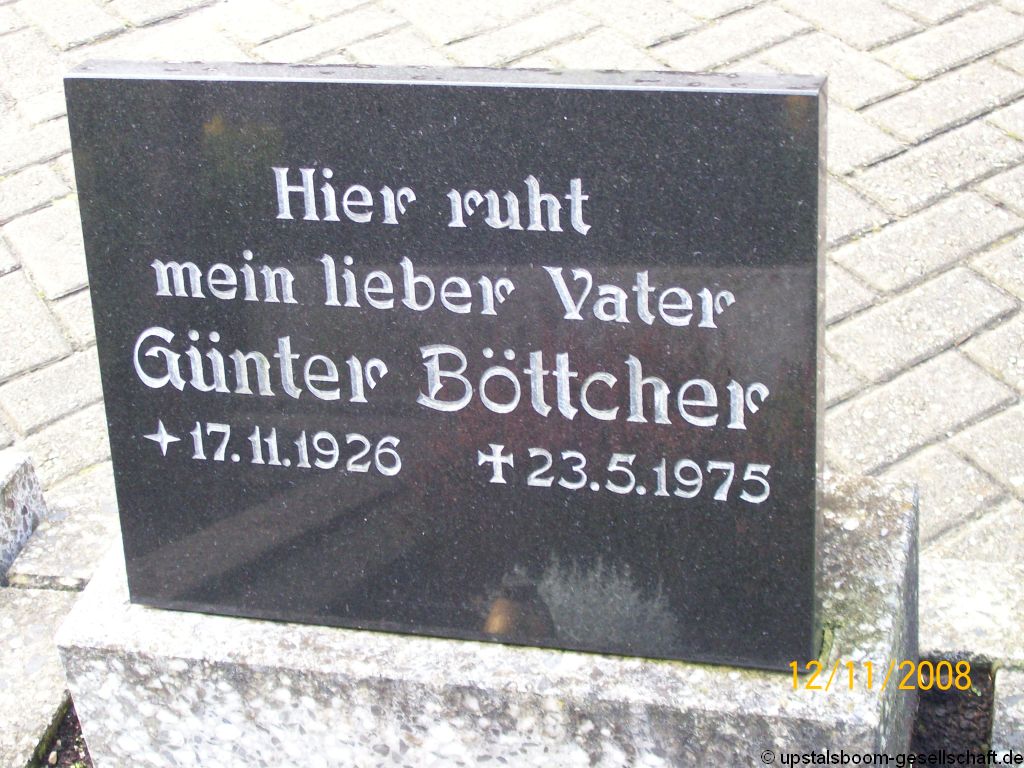 Hier ruht
mein lieber Vater
Günter Böttcher
✦ 17.11.1926 ✝ 23.5.1975
12/11/2008
© upstalsboom-gesellschaft.de